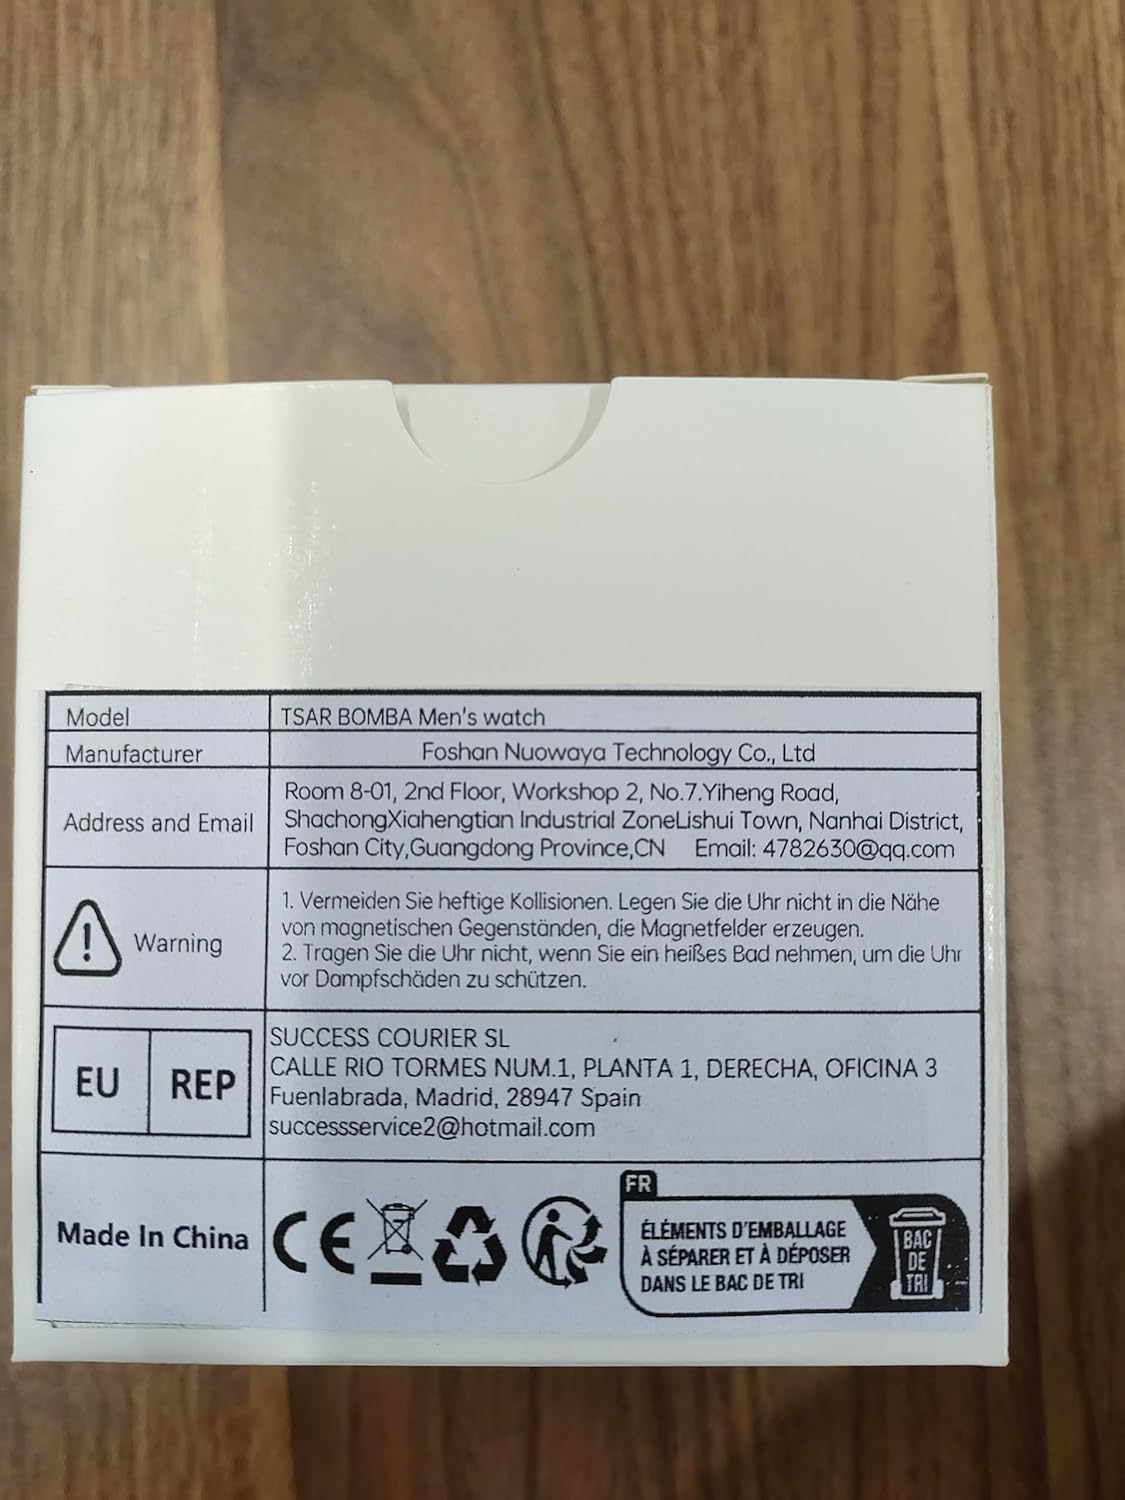 Model
TSAR BOMBA Men's watch
Manufacturer
Foshan Nuowaya Technology Co., Ltd
Address and Email
Room 8-01, 2nd Floor, Workshop 2, No.7.Yiheng Road,
ShachongXiahengtian Industrial ZoneLishui Town, Nanhai District,
Foshan City,Guangdong Province,CN Email: 4782630@qq.com
Warning
1. Vermeiden Sie heftige Kollisionen. Legen Sie die Uhr nicht in die Nähe
von magnetischen Gegenständen, die Magnetfelder erzeugen.
2. Tragen Sie die Uhr nicht, wenn Sie ein heißes Bad nehmen, um die Uhr
vor Dampfschäden zu schützen.
EU REP
SUCCESS COURIER SL
CALLE RIO TORMES NUM.1, PLANTA 1, DERECHA, OFICINA 3
Fuenlabrada, Madrid, 28947 Spain
successservice2@hotmail.com
Made In China
CE
FR
ÉLÉMENTS D'EMBALLAGE
À SÉPARER ET À DÉPOSER
DANS LE BAC DE TRI
BAC
DE
TRI